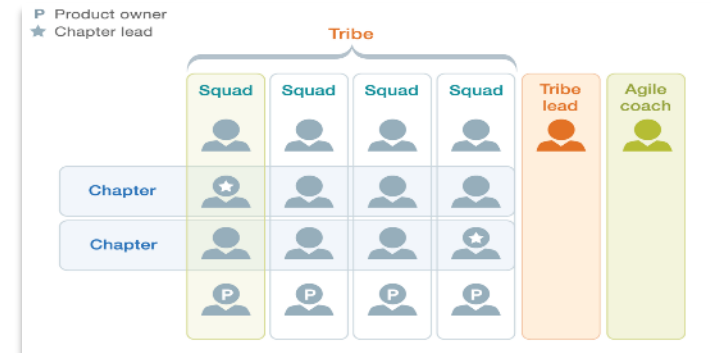 P Product owner
★ Chapter lead
Tribe
Squad Squad Squad Squad Tribe lead Agile coach
Chapter ★
Chapter ★
P P P P